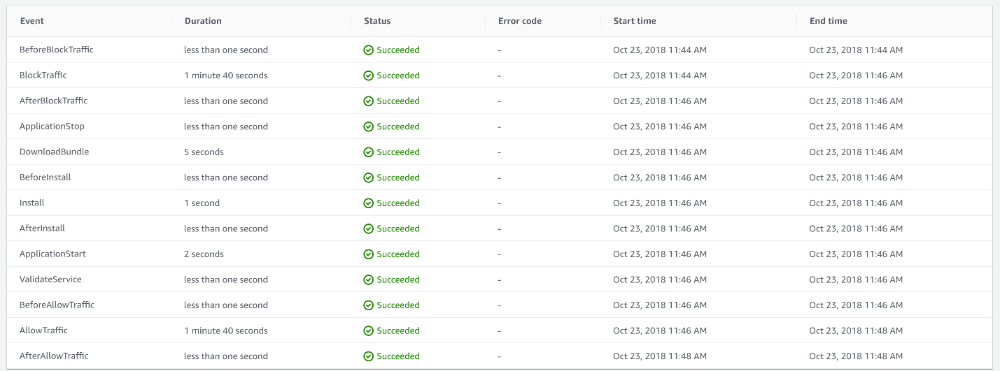 Event Duration Status Error code Start time End time
BeforeBlockTraffic less than one second Succeeded - Oct 23, 2018 11:44 AM Oct 23, 2018 11:44 AM
BlockTraffic 1 minute 40 seconds Succeeded - Oct 23, 2018 11:44 AM Oct 23, 2018 11:46 AM
AfterBlockTraffic less than one second Succeeded - Oct 23, 2018 11:46 AM Oct 23, 2018 11:46 AM
ApplicationStop less than one second Succeeded - Oct 23, 2018 11:46 AM Oct 23, 2018 11:46 AM
DownloadBundle 5 seconds Succeeded - Oct 23, 2018 11:46 AM Oct 23, 2018 11:46 AM
BeforeInstall less than one second Succeeded - Oct 23, 2018 11:46 AM Oct 23, 2018 11:46 AM
Install 1 second Succeeded - Oct 23, 2018 11:46 AM Oct 23, 2018 11:46 AM
AfterInstall less than one second Succeeded - Oct 23, 2018 11:46 AM Oct 23, 2018 11:46 AM
ApplicationStart 2 seconds Succeeded - Oct 23, 2018 11:46 AM Oct 23, 2018 11:46 AM
ValidateService less than one second Succeeded - Oct 23, 2018 11:46 AM Oct 23, 2018 11:46 AM
BeforeAllowTraffic less than one second Succeeded - Oct 23, 2018 11:46 AM Oct 23, 2018 11:46 AM
AllowTraffic 1 minute 40 seconds Succeeded - Oct 23, 2018 11:46 AM Oct 23, 2018 11:48 AM
AfterAllowTraffic less than one second Succeeded - Oct 23, 2018 11:48 AM Oct 23, 2018 11:48 AM